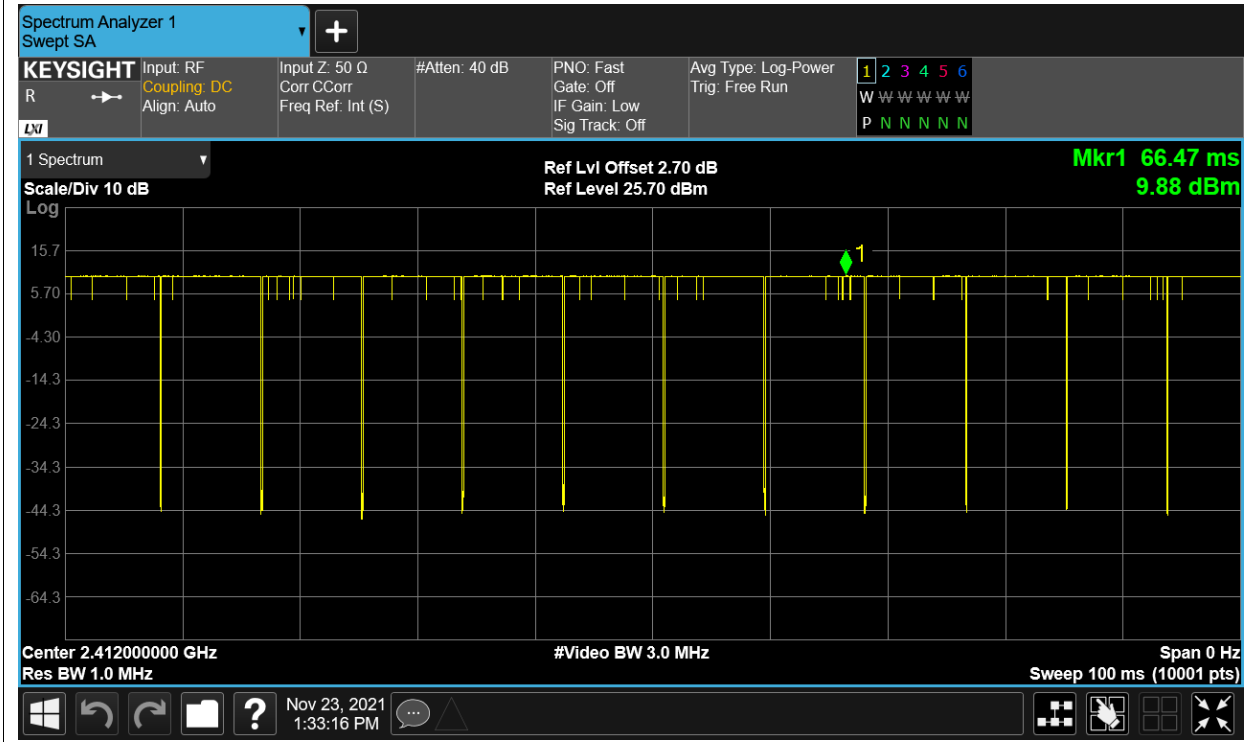 Spectrum Analyzer 1
Swept SA
KEYSIGHT
R
LXI
Input: RF
Coupling: DC
Align: Auto
Input Z: 50 Ω
Corr CCorr
Freq Ref: Int (S)
#Atten: 40 dB
PNO: Fast
Gate: Off
IF Gain: Low
Sig Track: Off
Avg Type: Log-Power
Trig: Free Run
1 2 3 4 5 6
W W W W W W
P N N N N N
1 Spectrum
Scale/Div 10 dB
Log
Ref Lvl Offset 2.70 dB
Ref Level 25.70 dBm
Mkr1 66.47 ms
9.88 dBm
1
15.7
5.70
-4.30
-14.3
-24.3
-34.3
-44.3
-54.3
-64.3
Center 2.412000000 GHz
Res BW 1.0 MHz
#Video BW 3.0 MHz
Span 0 Hz
Sweep 100 ms (10001 pts)
?
Nov 23, 2021
1:33:16 PM